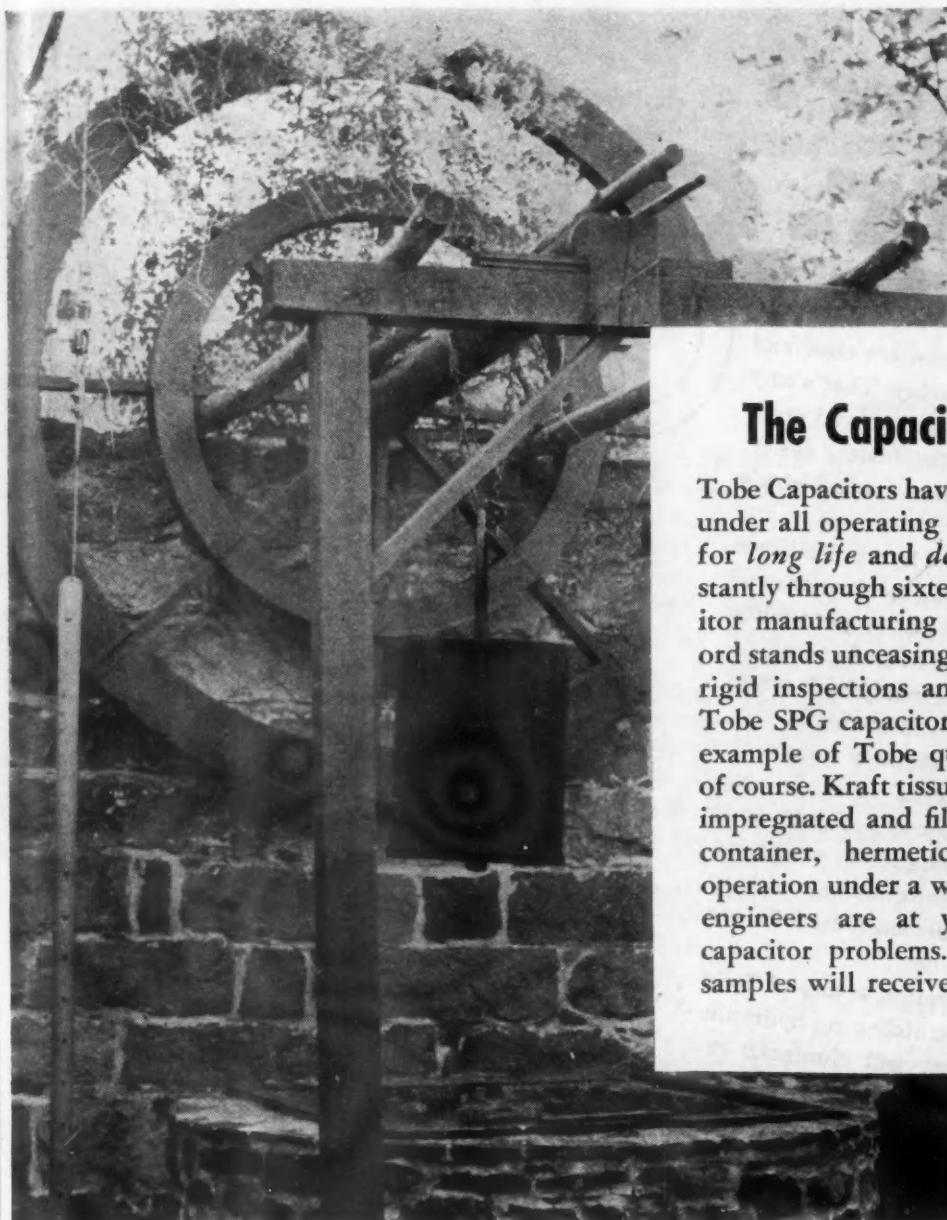 The Capaci
Tobe Capacitors hav
under all operating
for long life and de
stantly through sixte
itor manufacturing
ord stands unceasing
rigid inspections an
Tobe SPG capacitor
example of Tobe qu
of course. Kraft tissu
impregnated and fil
container, hermetic
operation under a w
engineers are at y
capacitor problems.
samples will receive